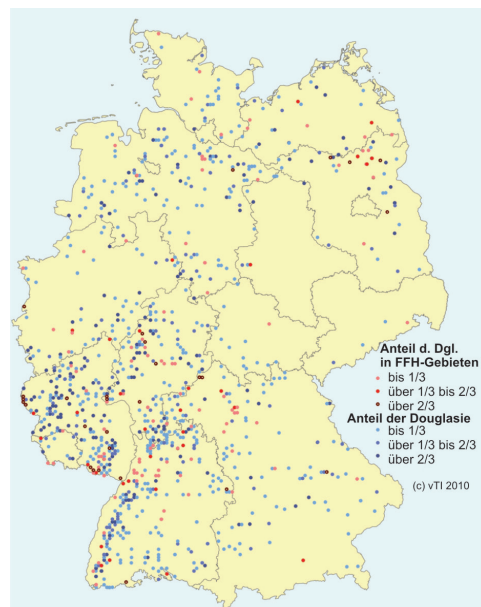 Anteil d. Dgl.
in FFH-Gebieten
bis 1/3
über 1/3 bis 2/3
über 2/3
Anteil der Douglasie
bis 1/3
über 1/3 bis 2/3
über 2/3
(c) vTI 2010